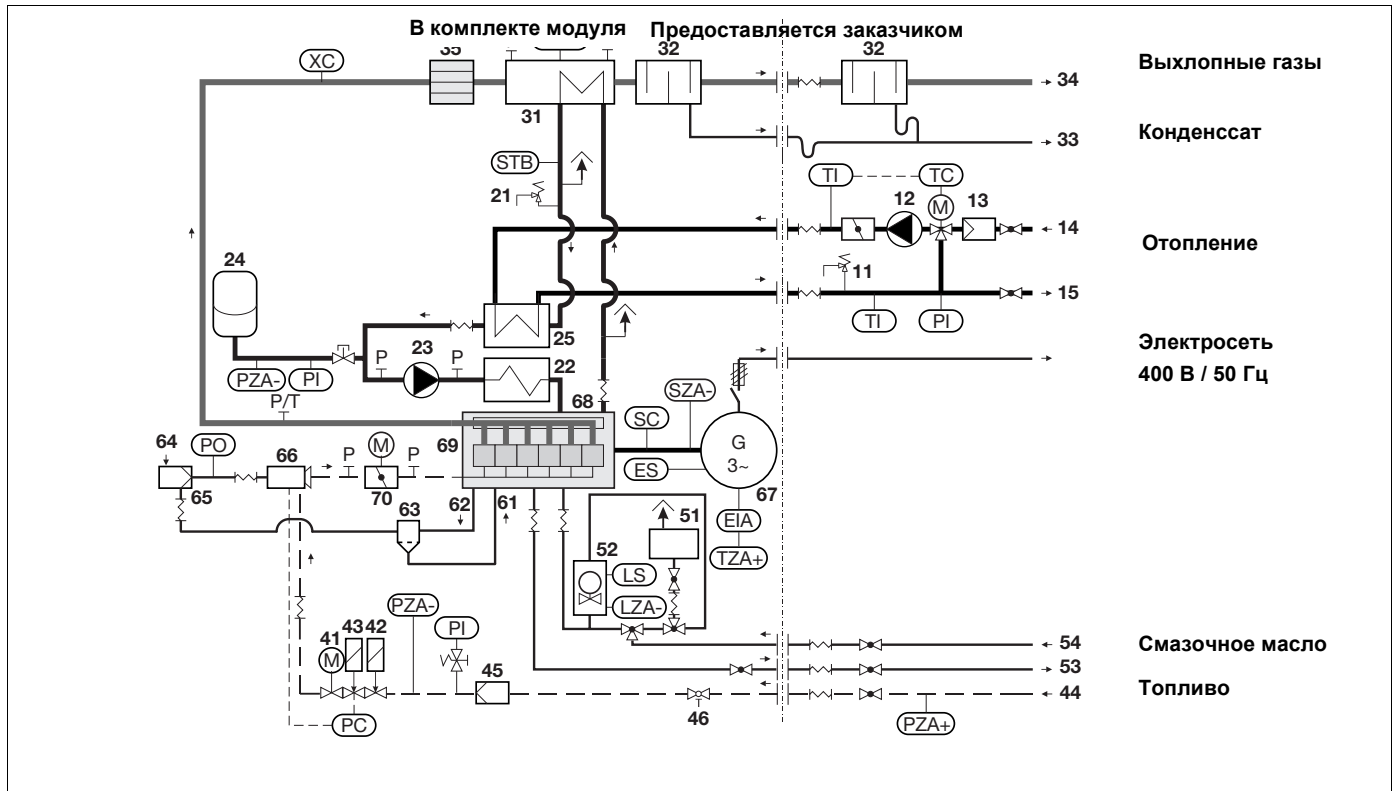 В комплекте модуля Предоставляется заказчиком
XC
35
32
32
Выхлопные газы
34
31
Конденссат
33
STB
21
TI
TC
12
M
13
14
Отопление
11
15
24
TI
PI
25
23
22
P
P
PZA-
PI
P/T
Электросеть
400 В / 50 Гц
SZA-
SC
68
69
G
3~
ES
67
64
PO
66
P
M
P
65
70
62
61
63
EIA
TZA+
51
52
LS
LZA-
PZA-
PI
43
42
41
M
45
46
PC
54
Смазочное масло
53
44
Топливо
PZA+